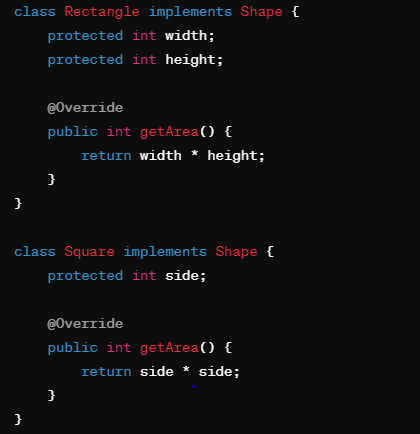 class Rectangle implements Shape {
    protected int width;
    protected int height;

    @Override
    public int getArea() {
        return width * height;
    }
}

class Square implements Shape {
    protected int side;

    @Override
    public int getArea() {
        return side * side;
    }
}